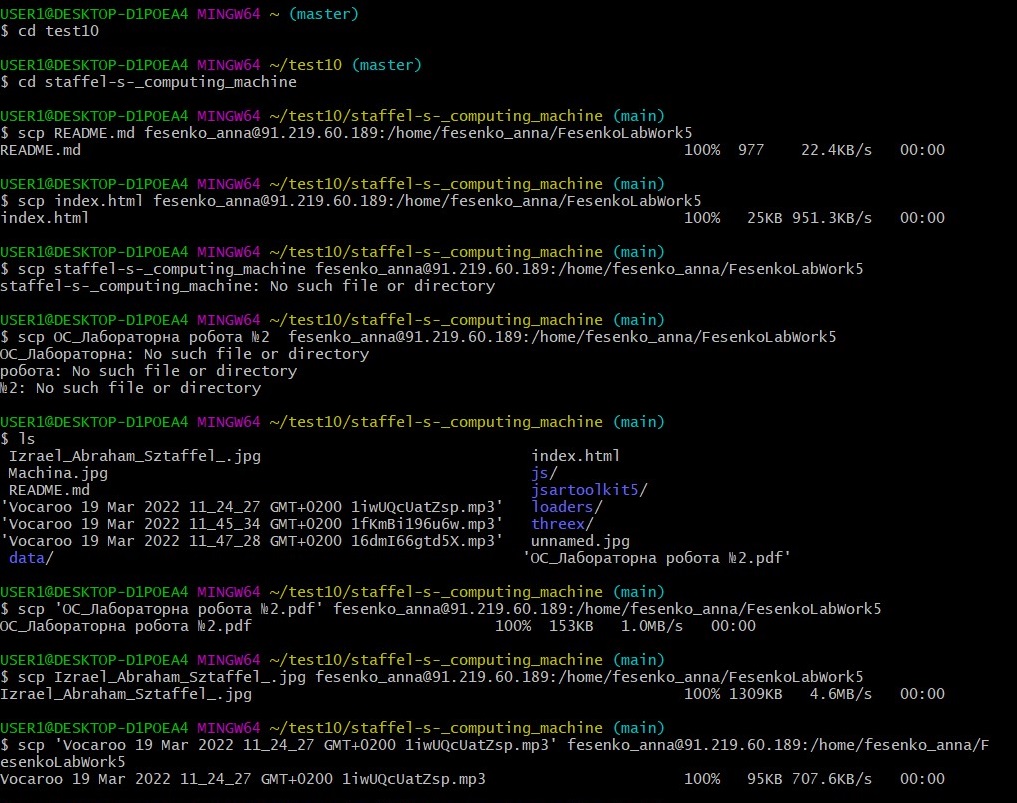 USER1@DESKTOP-D1POEA4 MINGW64 ~ (master)
$ cd test10
USER1@DESKTOP-D1POEA4 MINGW64 ~/test10 (master)
$ cd staffel-s-_computing_machine
USER1@DESKTOP-D1POEA4 MINGW64 ~/test10/staffel-s-_computing_machine (main)
$ scp README.md fesenko_anna@91.219.60.189:/home/fesenko_anna/FesenkoLabWork5
README.md 100% 977 22.4KB/s 00:00
USER1@DESKTOP-D1POEA4 MINGW64 ~/test10/staffel-s-_computing_machine (main)
$ scp index.html fesenko_anna@91.219.60.189:/home/fesenko_anna/FesenkoLabWork5
index.html 100% 25KB 951.3KB/s 00:00
USER1@DESKTOP-D1POEA4 MINGW64 ~/test10/staffel-s-_computing_machine (main)
$ scp staffel-s-_computing_machine fesenko_anna@91.219.60.189:/home/fesenko_anna/FesenkoLabWork5
staffel-s-_computing_machine: No such file or directory
USER1@DESKTOP-D1POEA4 MINGW64 ~/test10/staffel-s-_computing_machine (main)
$ scp ОС_Лабораторна робота №2  fesenko_anna@91.219.60.189:/home/fesenko_anna/FesenkoLabWork5
ОС_Лабораторна: No such file or directory
робота: No such file or directory
№2: No such file or directory
USER1@DESKTOP-D1POEA4 MINGW64 ~/test10/staffel-s-_computing_machine (main)
$ ls
Izrael_Abraham_Sztaffel_.jpg index.html
Machina.jpg js/
README.md jsartoolkit5/
'Vocaroo 19 Mar 2022 11_24_27 GMT+0200 1iwUQcUatZsp.mp3' loaders/
'Vocaroo 19 Mar 2022 11_45_34 GMT+0200 1fKmBi196u6w.mp3' threex/
'Vocaroo 19 Mar 2022 11_47_28 GMT+0200 16dmI66gtd5X.mp3' unnamed.jpg
data/ 'ОС_Лабораторна робота №2.pdf'
USER1@DESKTOP-D1POEA4 MINGW64 ~/test10/staffel-s-_computing_machine (main)
$ scp 'ОС_Лабораторна робота №2.pdf' fesenko_anna@91.219.60.189:/home/fesenko_anna/FesenkoLabWork5
ОС_Лабораторна робота №2.pdf 100% 153KB 1.0MB/s 00:00
USER1@DESKTOP-D1POEA4 MINGW64 ~/test10/staffel-s-_computing_machine (main)
$ scp Izrael_Abraham_Sztaffel_.jpg fesenko_anna@91.219.60.189:/home/fesenko_anna/FesenkoLabWork5
Izrael_Abraham_Sztaffel_.jpg 100% 1309KB 4.6MB/s 00:00
USER1@DESKTOP-D1POEA4 MINGW64 ~/test10/staffel-s-_computing_machine (main)
$ scp 'Vocaroo 19 Mar 2022 11_24_27 GMT+0200 1iwUQcUatZsp.mp3' fesenko_anna@91.219.60.189:/home/fesenko_anna/F
esenkoLabWork5
Vocaroo 19 Mar 2022 11_24_27 GMT+0200 1iwUQcUatZsp.mp3 100% 95KB 707.6KB/s 00:00